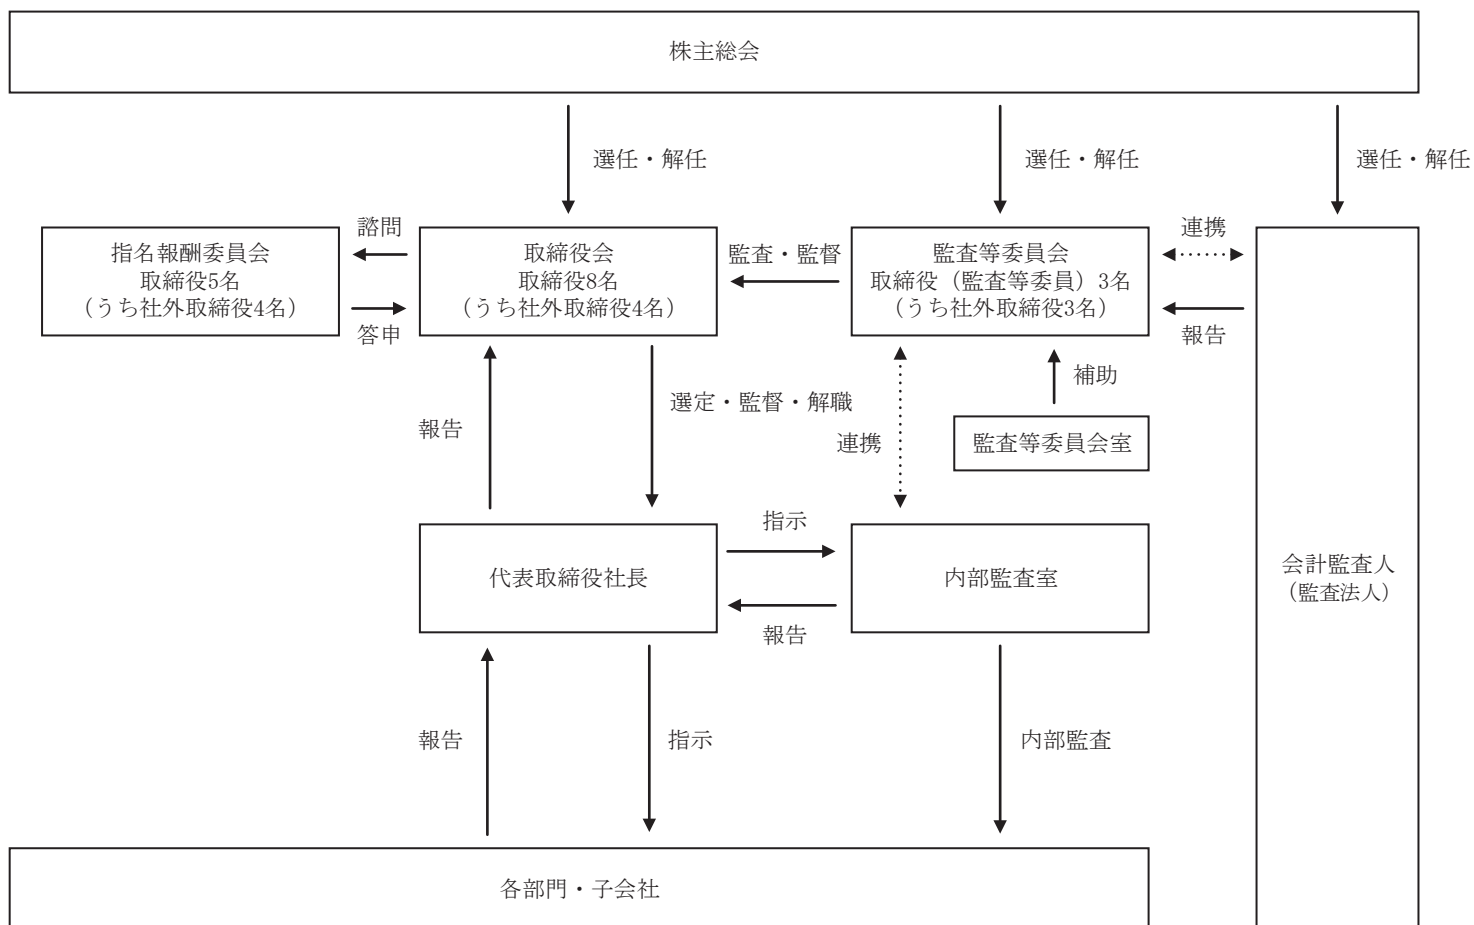 株主総会
選任・解任
選任・解任
選任・解任
諮問
指名報酬委員会
取締役5名
（うち社外取締役4名）
答申
取締役会
取締役8名
（うち社外取締役4名）
監査・監督
監査等委員会
取締役（監査等委員）3名
（うち社外取締役3名）
連携
報告
補助
監査等委員会室
報告
選定・監督・解職
連携
代表取締役社長
指示
報告
内部監査室
会計監査人
（監査法人）
報告
指示
内部監査
各部門・子会社